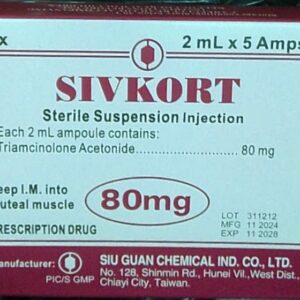 x
2 mL x 5 Amps
SIVKORT
Sterile Suspension Injection
Each 2 mL ampoule contains:
Triamcinolone Acetonide.................... 80 mg
eep I.M. into
uteal muscle
80mg
RESCRIPTION DRUG
LOT 311212
MFG 11 2024
EXP 11 2028
anufacturer:
PIC/S GMP
SIU GUAN CHEMICAL IND. CO., LTD.
No. 128, Shinmin Rd., Hunei Vil.,West Dist.
Chiayi City, Taiwan.